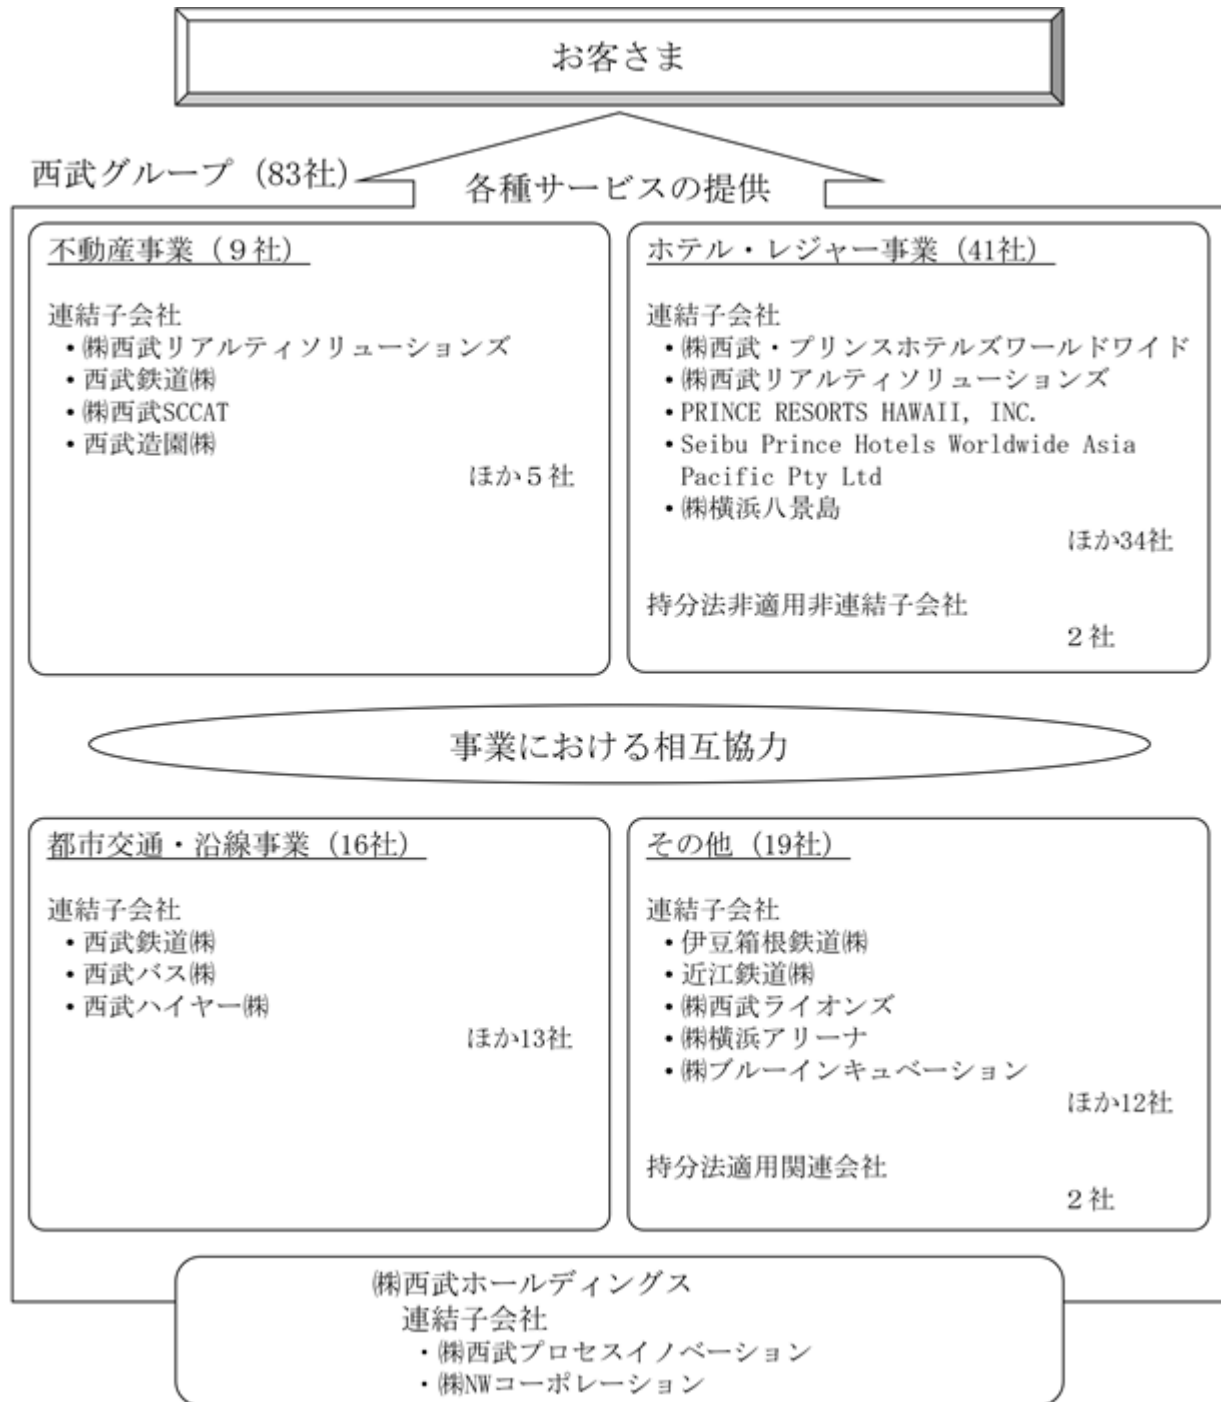 お客さま
西武グループ（83社）
各種サービスの提供
不動産事業（９社）
連結子会社
・㈱西武リアルティソリューションズ
・西武鉄道㈱
・㈱西武SCCAT
・西武造園㈱
ほか５社
ホテル・レジャー事業（41社）
連結子会社
・㈱西武・プリンスホテルズワールドワイド
・㈱西武リアルティソリューションズ
・PRINCE RESORTS HAWAII, INC.
・Seibu Prince Hotels Worldwide Asia
Pacific Pty Ltd
・㈱横浜八景島
ほか34社
持分法非適用非連結子会社
２社
事業における相互協力
都市交通・沿線事業（16社）
連結子会社
・西武鉄道㈱
・西武バス㈱
・西武ハイヤー㈱
ほか13社
その他（19社）
連結子会社
・伊豆箱根鉄道㈱
・近江鉄道㈱
・㈱西武ライオンズ
・㈱横浜アリーナ
・㈱ブルーインキュベーション
ほか12社
持分法適用関連会社
２社
㈱西武ホールディングス
連結子会社
・㈱西武プロセスイノベーション
・㈱NWコーポレーション